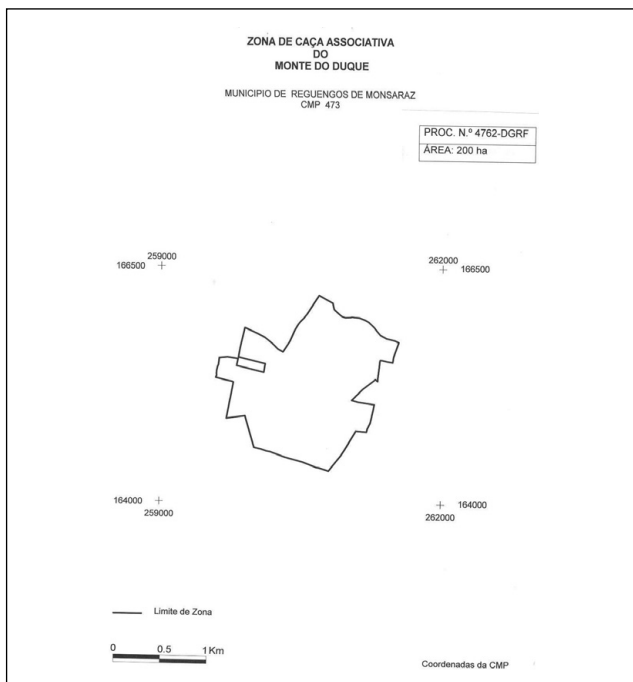 ZONA DE CAÇA ASSOCIATIVA
DO
MONTE DO DUQUE
MUNICIPIO DE REGUENGOS DE MONSARAZ
CMP 473
PROC. N.º 4762-DGRF
ÁREA: 200 ha
259000
166500
262000
166500
164000
259000
164000
262000
Limite de Zona
0 0.5 1 Km
Coordenadas da CMP